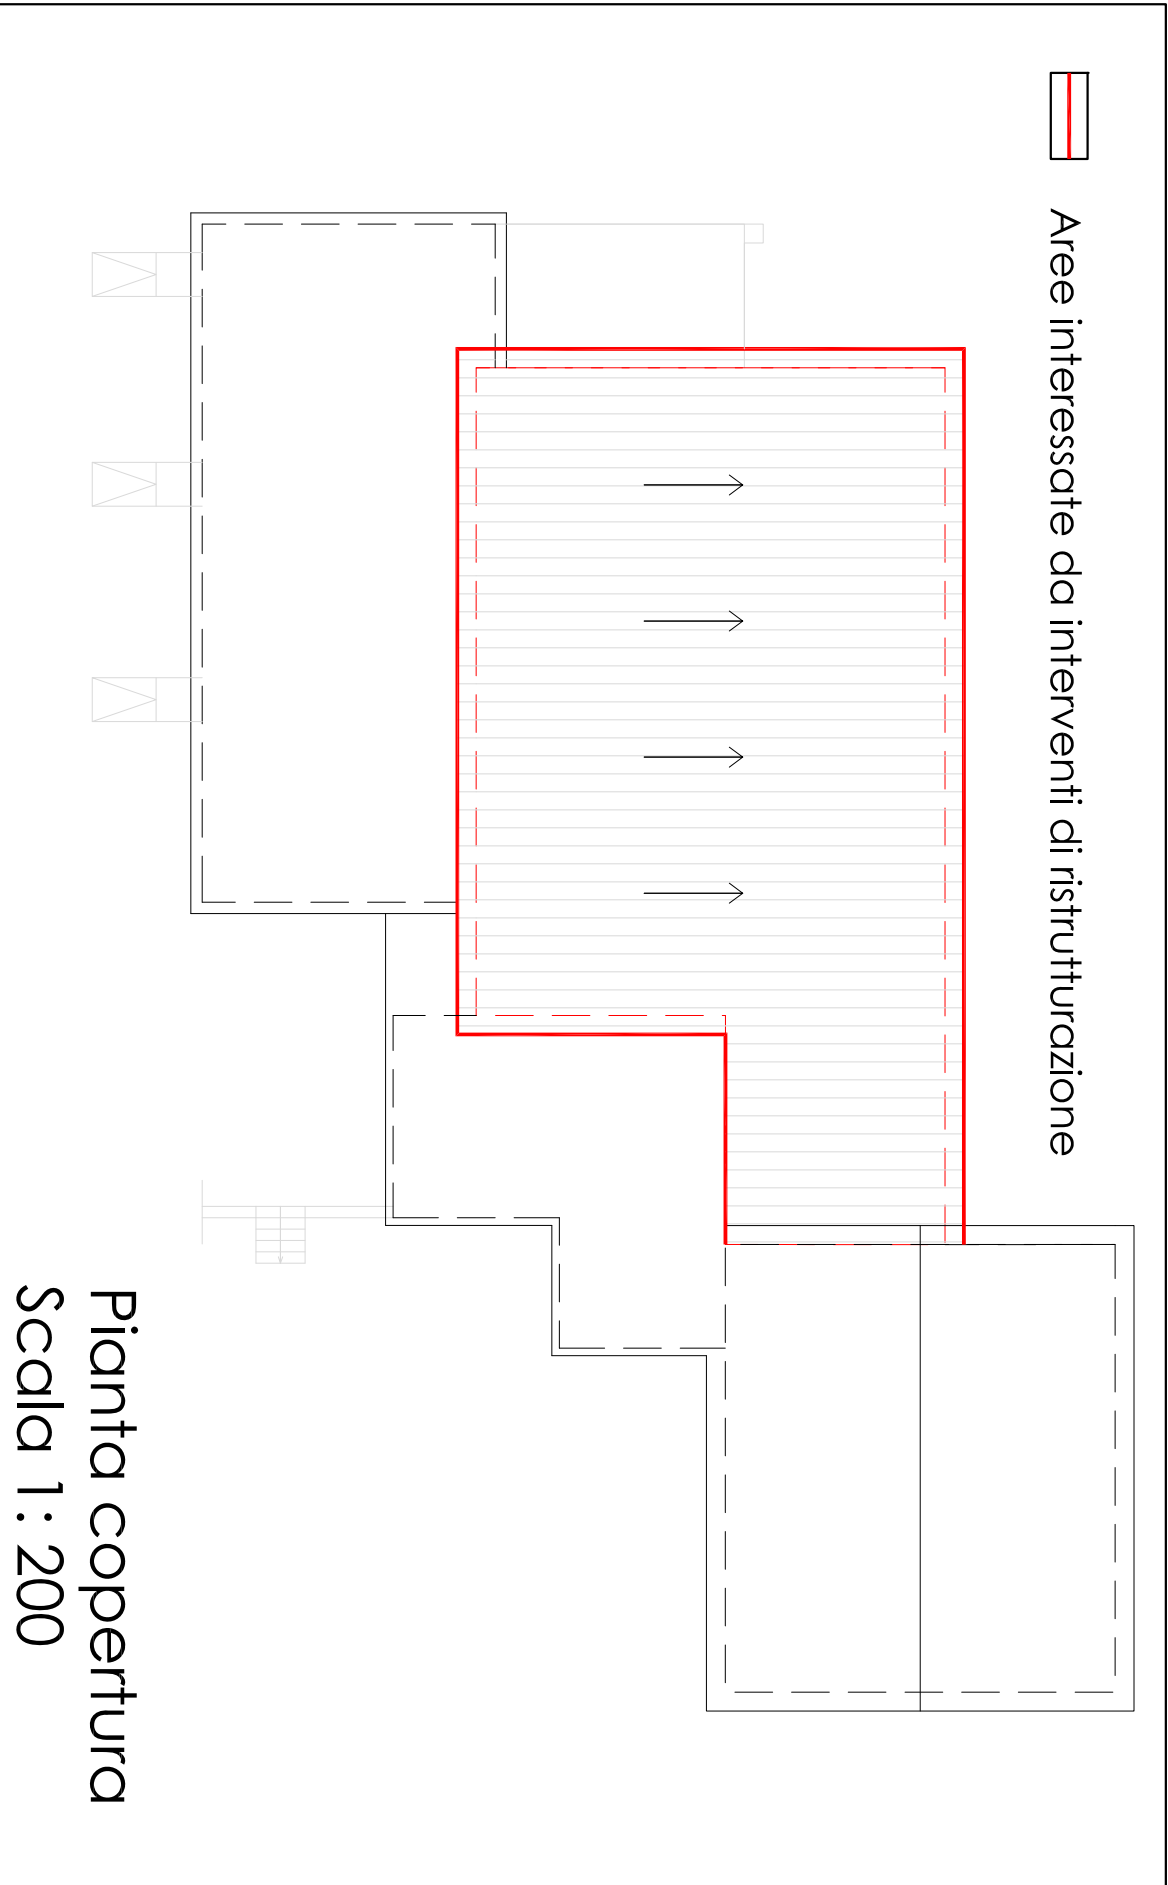 Aree interessate da interventi di ristrutturazione
Pianta copertura
Scala 1: 200